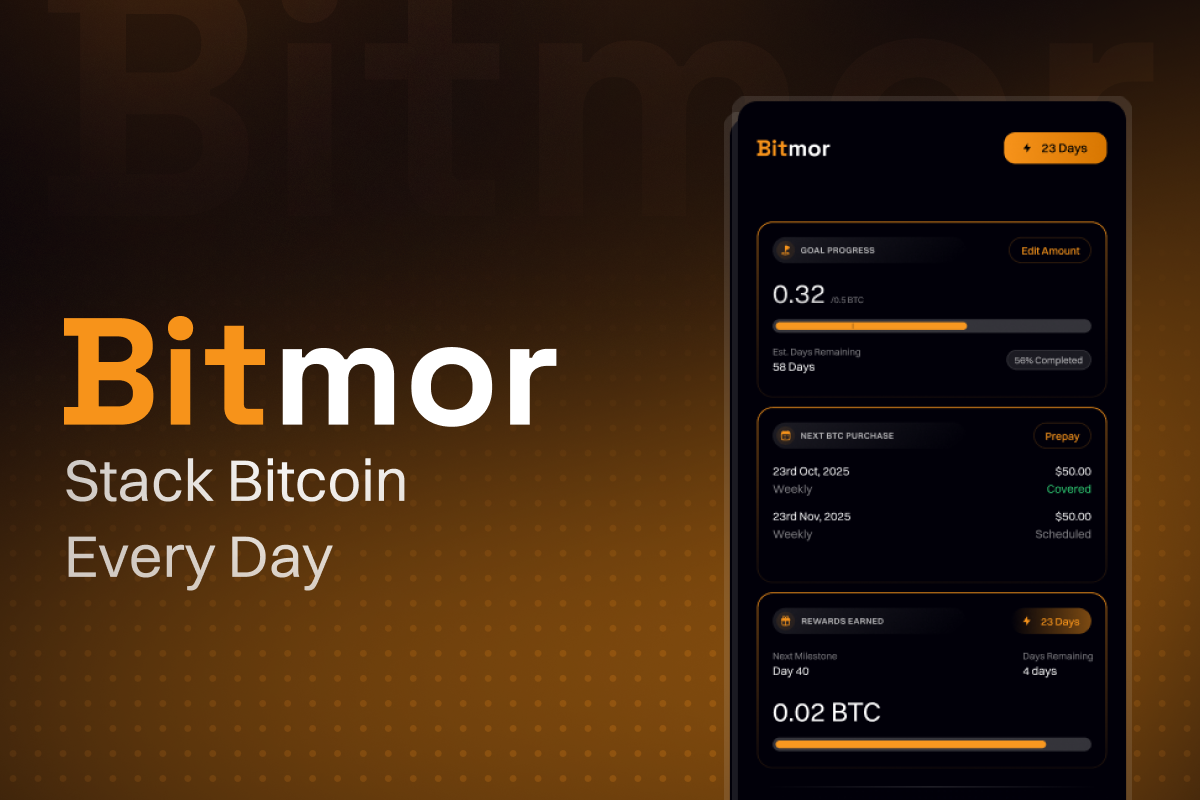 Bitmor
Bitmor
Stack Bitcoin
Every Day
Bitmor
23 Days
GOAL PROGRESS
Edit Amount
0.32 /0.5 BTC
Est. Days Remaining
58 Days
56% Completed
NEXT BTC PURCHASE
Prepay
23rd Oct, 2025 $50.00
Weekly Covered
23rd Nov, 2025 $50.00
Weekly Scheduled
REWARDS EARNED
23 Days
Next Milestone Days Remaining
Day 40 4 days
0.02 BTC